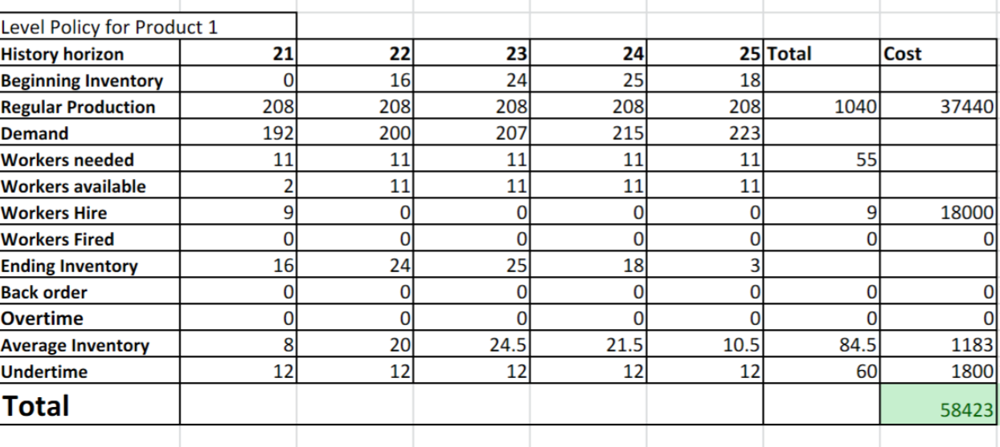 Level Policy for Product 1
History horizon 21 22 23 24 25 Total Cost
Beginning Inventory 0 16 24 25 18
Regular Production 208 208 208 208 208 1040 37440
Demand 192 200 207 215 223
Workers needed 11 11 11 11 11 55
Workers available 2 11 11 11 11
Workers Hire 9 0 0 0 0 9 18000
Workers Fired 0 0 0 0 0 0 0
Ending Inventory 16 24 25 18 3
Back order 0 0 0 0 0 0 0
Overtime 0 0 0 0 0 0 0
Average Inventory 8 20 24.5 21.5 10.5 84.5 1183
Undertime 12 12 12 12 12 60 1800
Total 58423